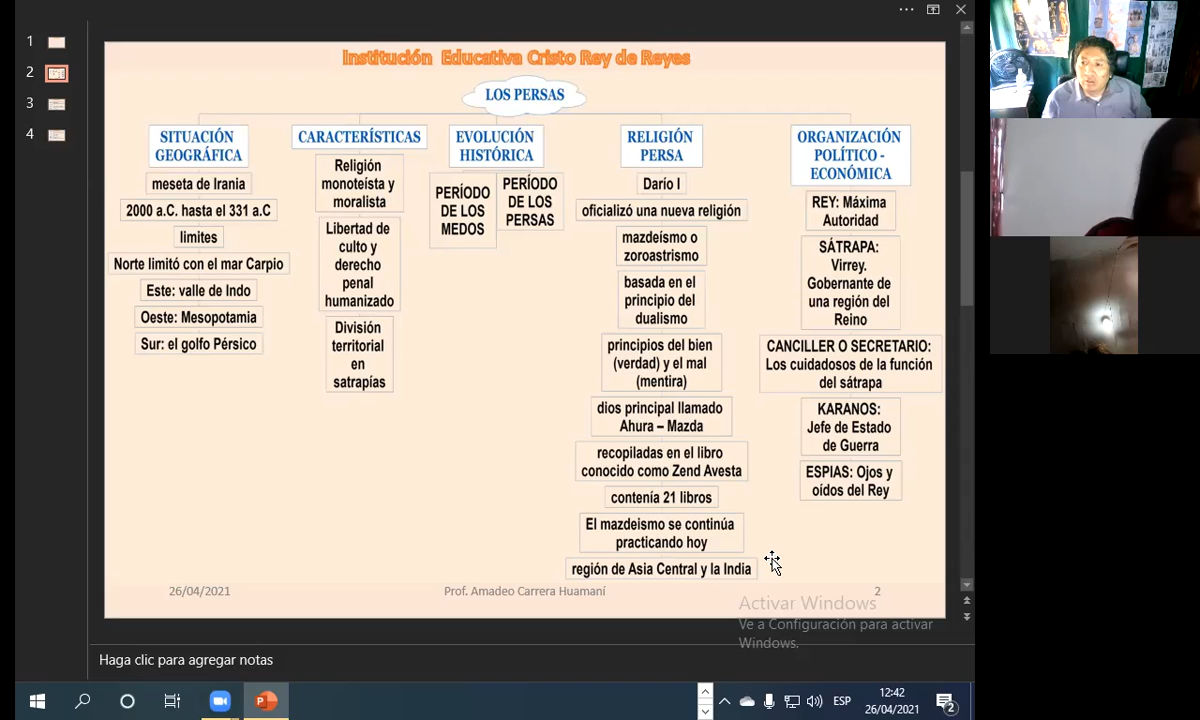 1
2
3
4
Institución Educativa Cristo Rey de Reyes
LOS PERSAS
SITUACIÓN
GEOGRÁFICA
meseta de Irania
2000 a.C. hasta el 331 a.C
limites
Norte limitó con el mar Carpio
Este: valle de Indo
Oeste: Mesopotamia
Sur: el golfo Pérsico
CARACTERÍSTICAS
Religión
monoteísta y
moralista
Libertad de
culto y
derecho
penal
humanizado
División
territorial
en
satrapías
EVOLUCIÓN
HISTÓRICA
PERÍODO
DE LOS
MEDOS
PERÍODO
DE LOS
PERSAS
RELIGIÓN
PERSA
Darío I
oficializó una nueva religión
mazdeísmo o
zoroastrismo
basada en el
principio del
dualismo
principios del bien
(verdad) y el mal
(mentira)
dios principal llamado
Ahura – Mazda
recopiladas en el libro
conocido como Zend Avesta
contenía 21 libros
El mazdeismo se continúa
practicando hoy
región de Asia Central y la India
ORGANIZACIÓN
POLÍTICO -
ECONÓMICA
REY: Máxima
Autoridad
SÁTRAPA:
Virrey.
Gobernante de
una región del
Reino
CANCILLER O SECRETARIO:
Los cuidadosos de la función
del sátrapa
KARANOS:
Jefe de Estado
de Guerra
ESPIAS: Ojos y
oídos del Rey
26/04/2021
Prof. Amadeo Carrera Huamaní
2
Activar Windows
Ve a Configuración para activar
Windows.
Haga clic para agregar notas
ESP
12:42
26/04/2021
2